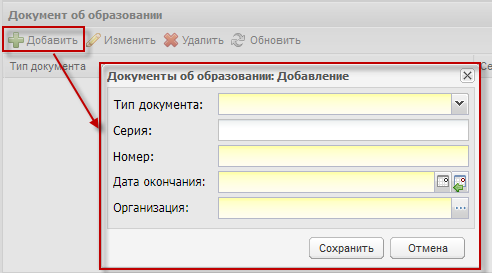 Документ об образовании
Добавить Изменить Удалить Обновить
Тип документа Се
Документы об образовании: Добавление
Тип документа:
Серия:
Номер:
Дата окончания:
Организация:
Сохранить Отмена